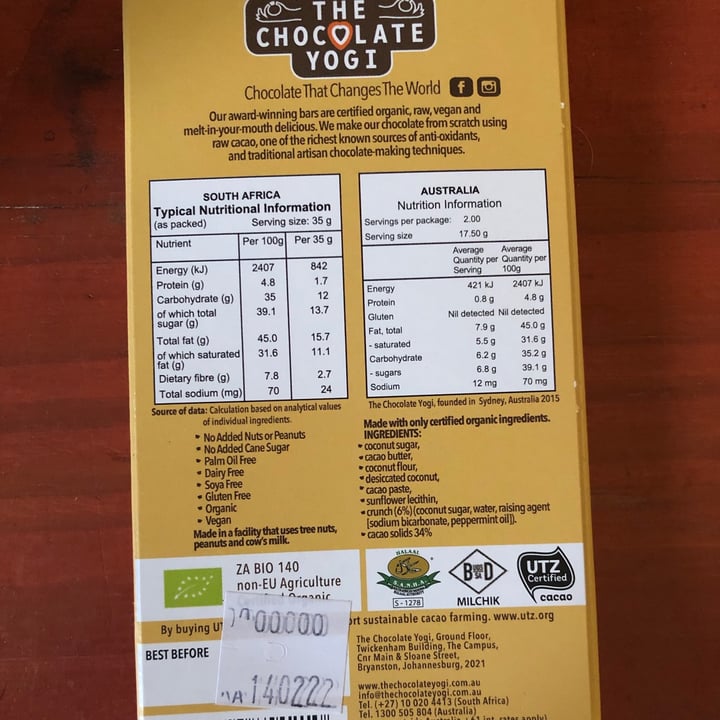 THE
CHOCOLATE
YOGI
Chocolate That Changes The World
Our award-winning bars are certified organic, raw, vegan and
melt-in-your-mouth delicious. We make our chocolate from scratch using
raw cacao, one of the richest known sources of anti-oxidants,
and traditional artisan chocolate-making techniques.
SOUTH AFRICA
Typical Nutritional Information
(as packed) Serving size: 35 g
Nutrient Per 100g Per 35 g
Energy (kJ) 2407 842
Protein (g) 4.8 1.7
Carbohydrate (g) 35 12
of which total 39.1 13.7
sugar (g)
Total fat (g) 45.0 15.7
of which saturated 31.6 11.1
fat (g)
Dietary fibre (g) 7.8 2.7
Total sodium (mg) 70 24
Source of data: Calculation based on analytical values
of individual ingredients.
• No Added Nuts or Peanuts
• No Added Cane Sugar
• Palm Oil Free
• Dairy Free
• Soya Free
• Gluten Free
• Organic
• Vegan
Made in a facility that uses tree nuts,
peanuts and cow's milk.
AUSTRALIA
Nutrition Information
Servings per package: 2.00
Serving size 17.50 g
Average Average
Quantity per Quantity per
Serving 100g
Energy 421 kJ 2407 kJ
Protein 0.8 g 4.8 g
Gluten Nil detected Nil detected
Fat, total 7.9 g 45.0 g
- saturated 5.5 g 31.6 g
Carbohydrate 6.2 g 35.2 g
- sugars 6.8 g 39.1 g
Sodium 12 mg 70 mg
The Chocolate Yogi, founded in Sydney, Australia 2015
Made with only certified organic ingredients.
INGREDIENTS:
• coconut sugar,
• cacao butter,
• coconut flour,
• desiccated coconut,
• cacao paste,
• sunflower lecithin,
• crunch (6%) (coconut sugar, water, raising agent
[sodium bicarbonate, peppermint oil]).
• cacao solids 34%
ZA BIO 140
non-EU Agriculture
Organic
HALAAL
S.A.N.H.A.
S - 1278
MILCHIK
UTZ
Certified
cacao
By buying
sustainable cacao farming. www.utz.org
BEST BEFORE
140222
The Chocolate Yogi, Ground Floor,
Twickenham Building, The Campus,
Cnr Main & Sloane Street,
Bryanston, Johannesburg, 2021
www.thechocolateyogi.com.au
info@thechocolateyogi.com.au
Tel. (+27) 10 020 4413 (South Africa)
Tel. 1300 505 804 (Australia)